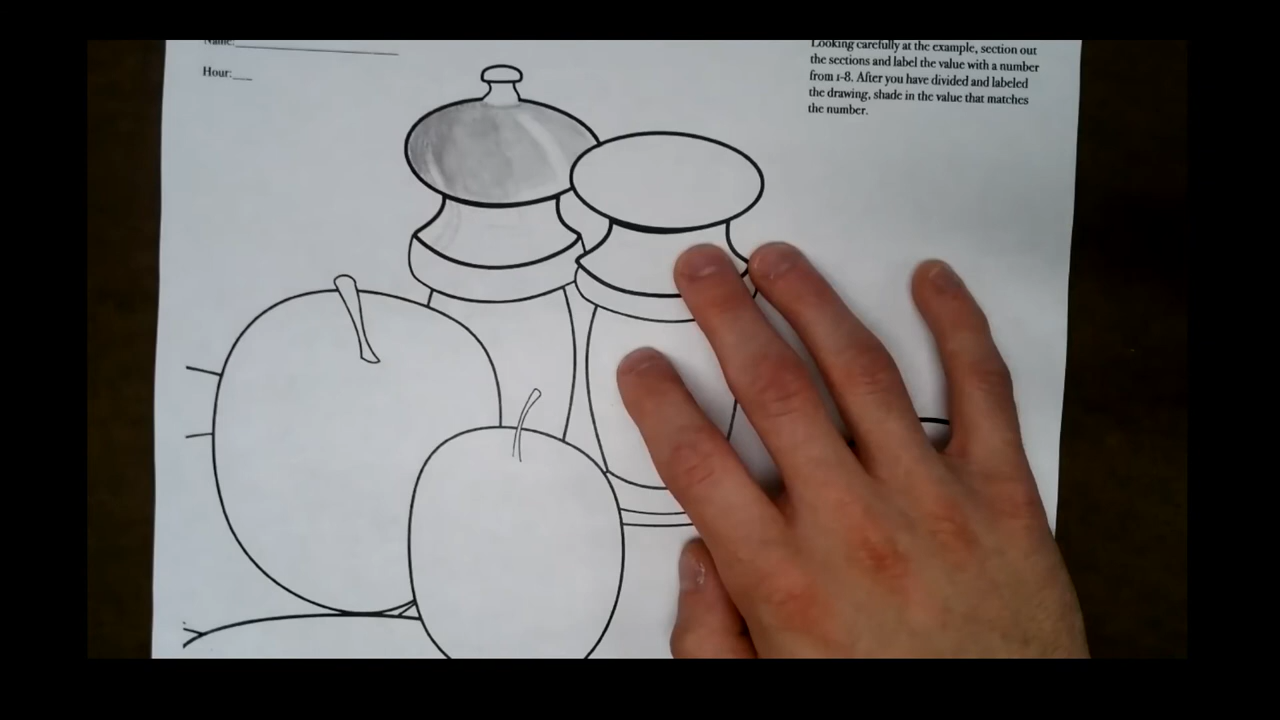 Name:
Hour:
Looking carefully at the example, section out
the sections and label the value with a number
from 1-8. After you have divided and labeled
the drawing, shade in the value that matches
the number.